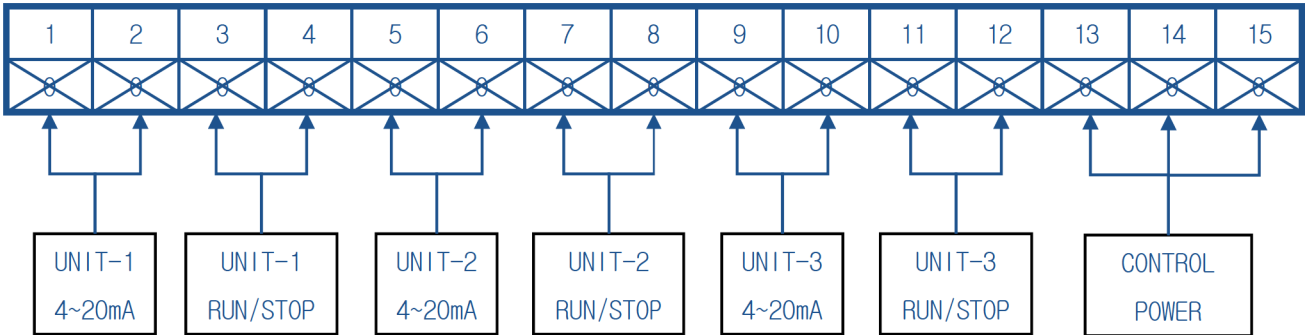 1 2 3 4 5 6 7 8 9 10 11 12 13 14 15
UNIT-1
4~20mA
UNIT-1
RUN/STOP
UNIT-2
4~20mA
UNIT-2
RUN/STOP
UNIT-3
4~20mA
UNIT-3
RUN/STOP
CONTROL
POWER